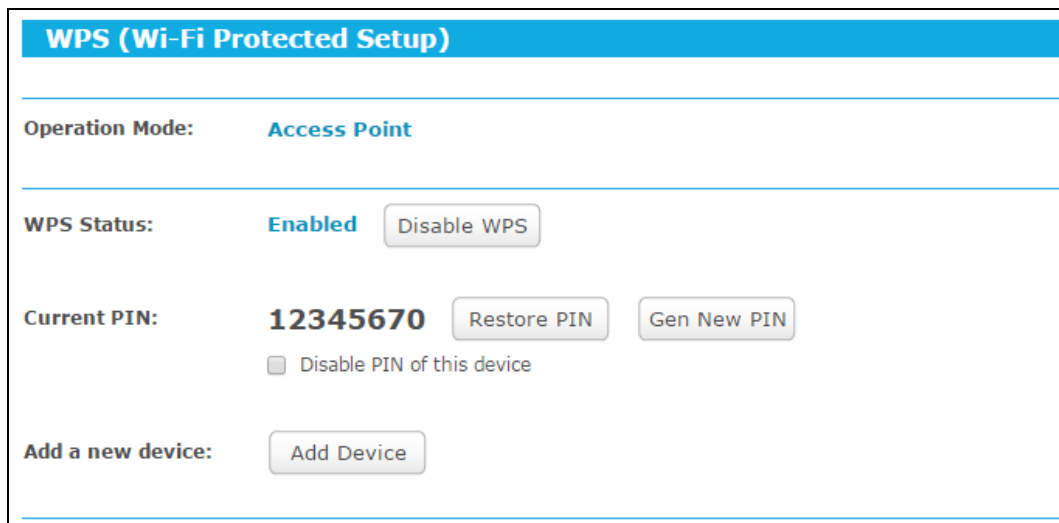 WPS (Wi-Fi Protected Setup)
Operation Mode: Access Point
WPS Status: Enabled Disable WPS
Current PIN: 12345670 Restore PIN Gen New PIN
Disable PIN of this device
Add a new device: Add Device